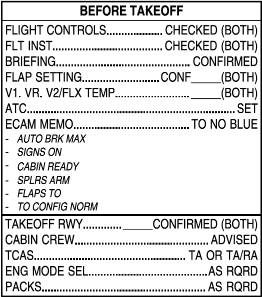 BEFORE TAKEOFF
FLIGHT CONTROLS.................... CHECKED (BOTH)
FLT INST....................................... CHECKED (BOTH)
BRIEFING............................................... CONFIRMED
FLAP SETTING...........................CONF_____(BOTH)
V1. VR. V2/FLX TEMP.........................._____(BOTH)
ATC...................................................................SET
ECAM MEMO.......................................TO NO BLUE
- AUTO BRK MAX
- SIGNS ON
- CABIN READY
- SPLRS ARM
- FLAPS TO
- TO CONFIG NORM
TAKEOFF RWY............._____CONFIRMED (BOTH)
CABIN CREW............................................. ADVISED
TCAS.................................................. TA OR TA/RA
ENG MODE SEL........................................AS RQRD
PACKS........................................................AS RQRD